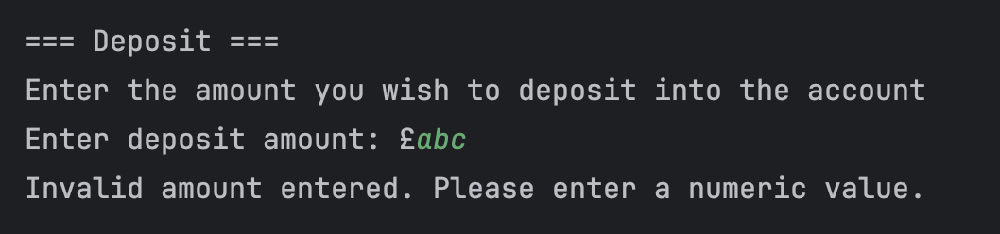 === Deposit ===
Enter the amount you wish to deposit into the account
Enter deposit amount: £abc
Invalid amount entered. Please enter a numeric value.